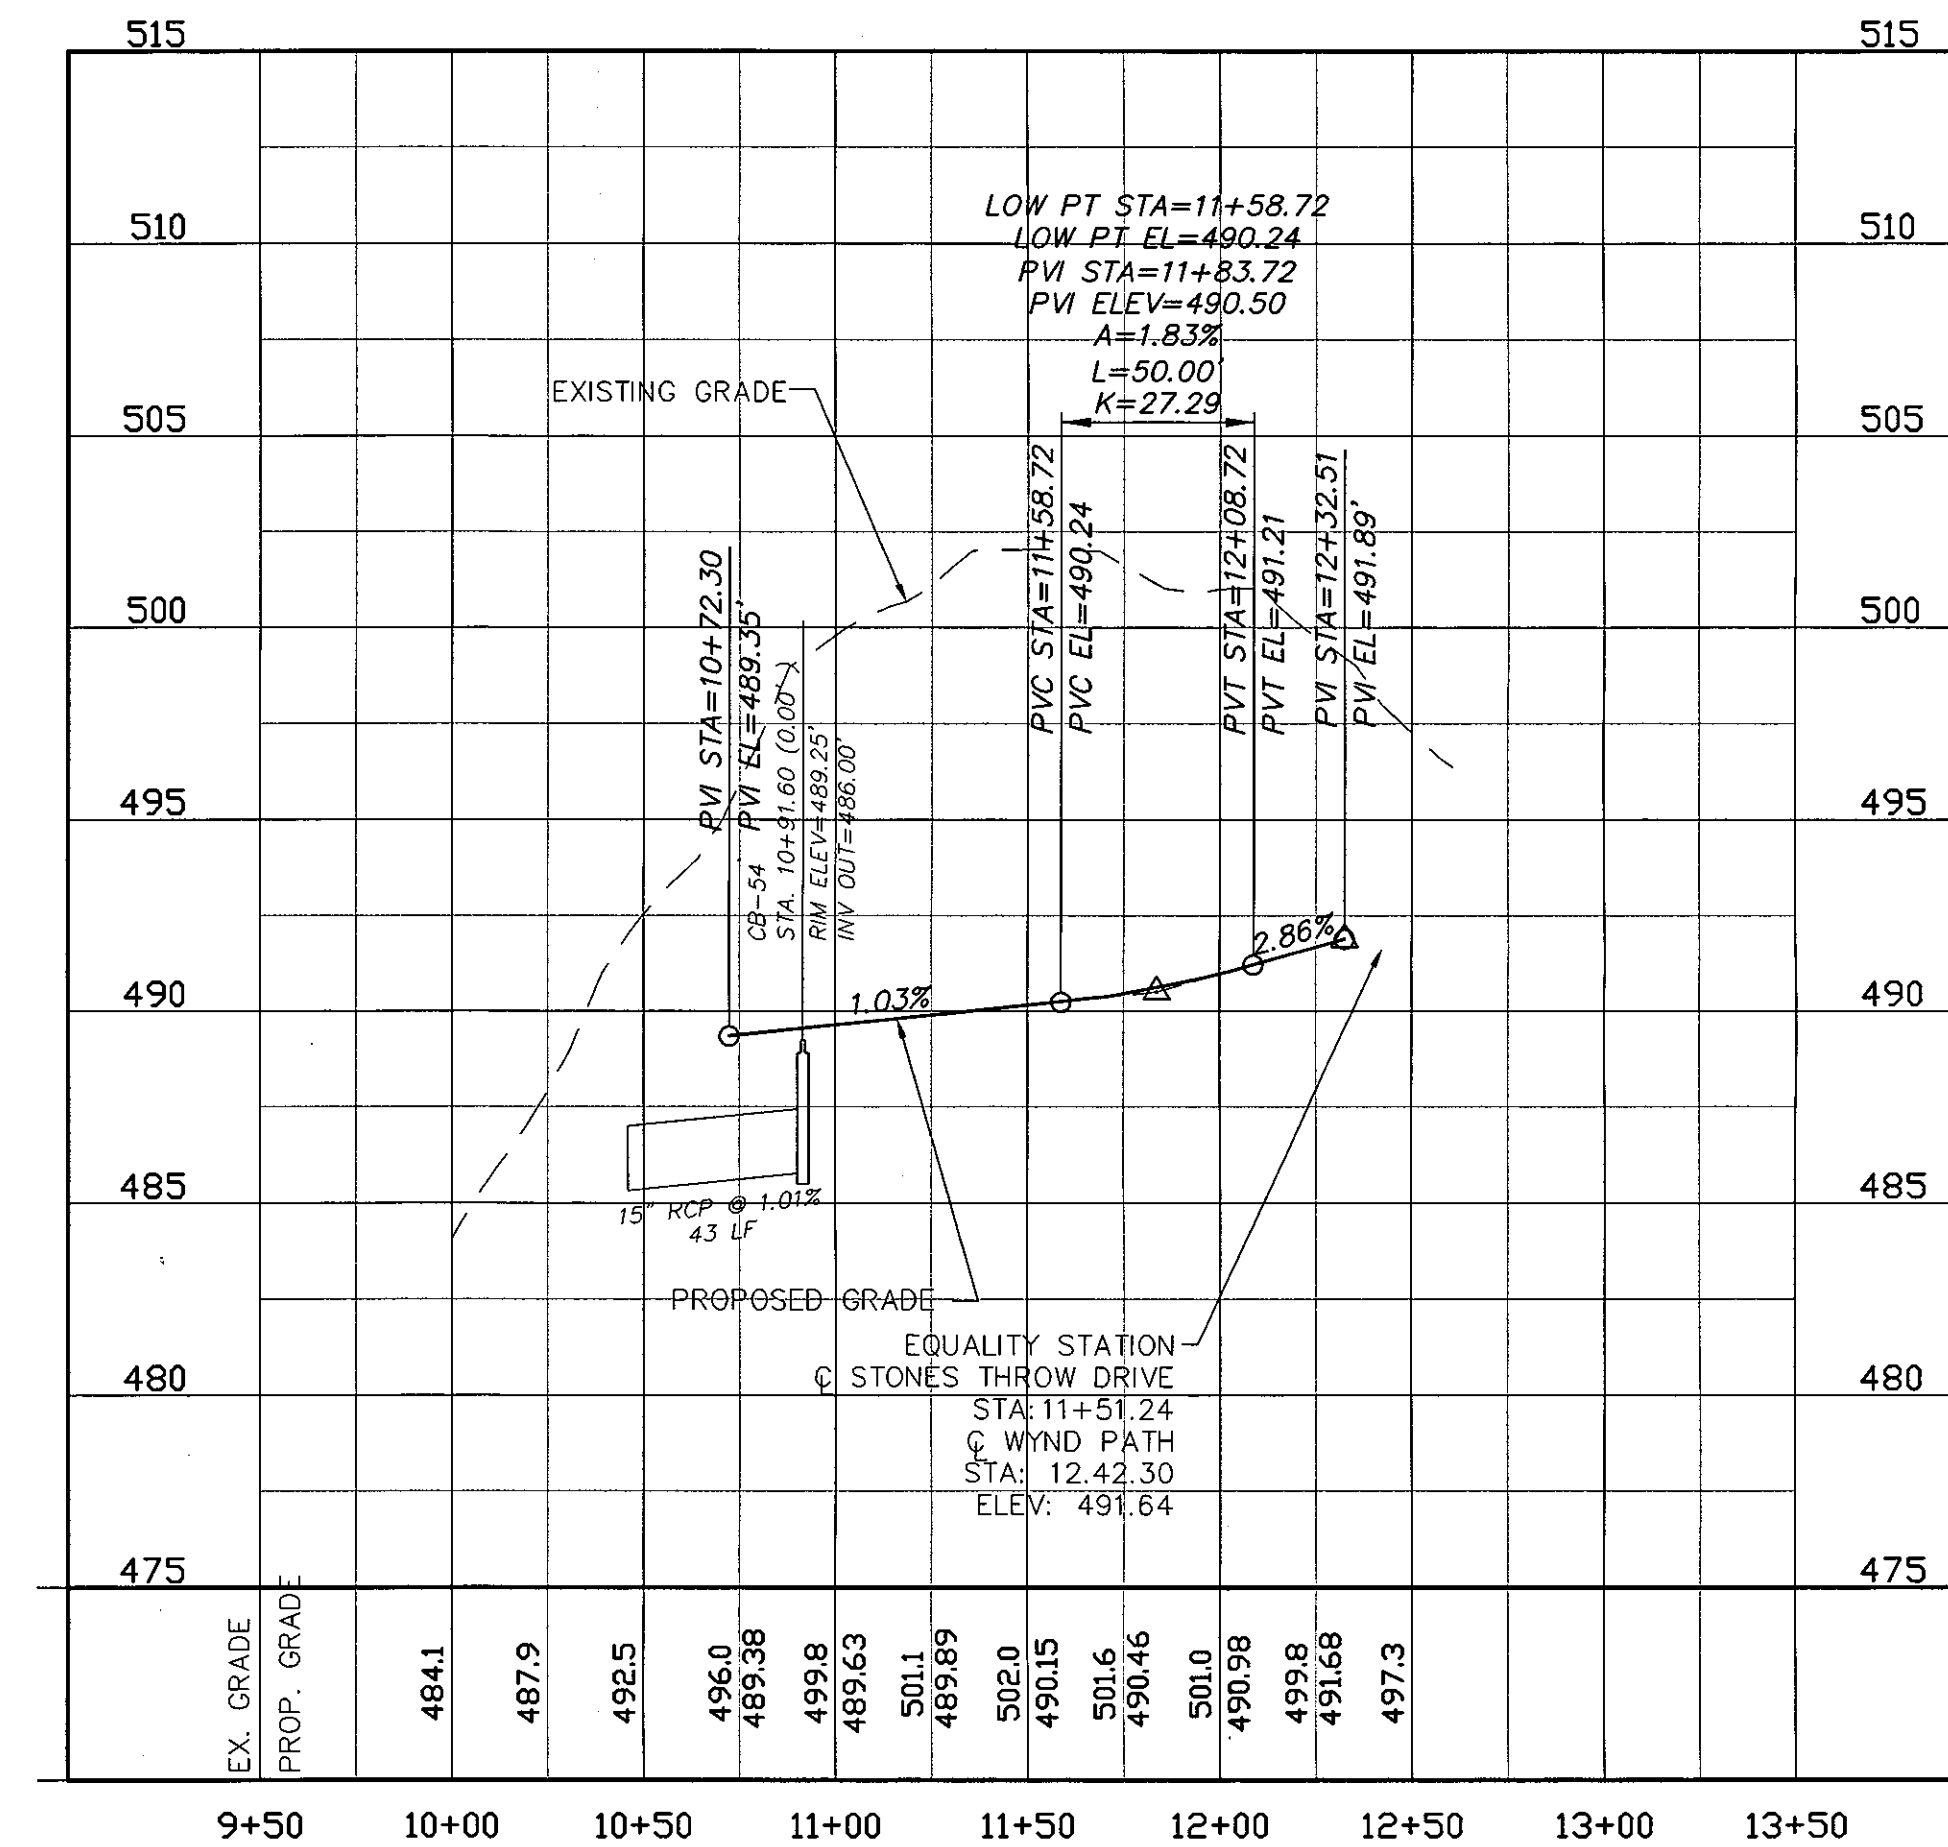 515 515
LOW PT STA=11+58.72
510 510
LOW PT EL=490.24
PVI STA=11+83.72
PVI ELEV=490.50
A=1.83%
L=50.00'
EXISTING GRADE
K=27.29
505 505
PVI STA=10+72.30
PVI EL=489.35'
PVC STA=11+58.72
PVC EL=490.24
PVT STA=12+08.72
PVT EL=491.21
PVI STA=12+32.51
PVI EL=491.89'
500 500
CB-54
STA. 10+91.60 (0.00')
RIM ELEV=489.25'
INV OUT=486.00'
495 495
2.86%
1.03%
490 490
485 485
15" RCP @ 1.01%
43 LF
PROPOSED GRADE
EQUALITY STATION
℄ STONES THROW DRIVE
480 480
STA: 11+51.24
℄ WYND PATH
STA: 12.42.30
ELEV: 491.64
475 475
EX. GRADE
PROP. GRADE
484.1
487.9
492.5
496.0
489.38
499.8
489.63
501.1
489.89
502.0
490.15
501.6
490.46
501.0
490.98
499.8
491.68
497.3
9+50 10+00 10+50 11+00 11+50 12+00 12+50 13+00 13+50